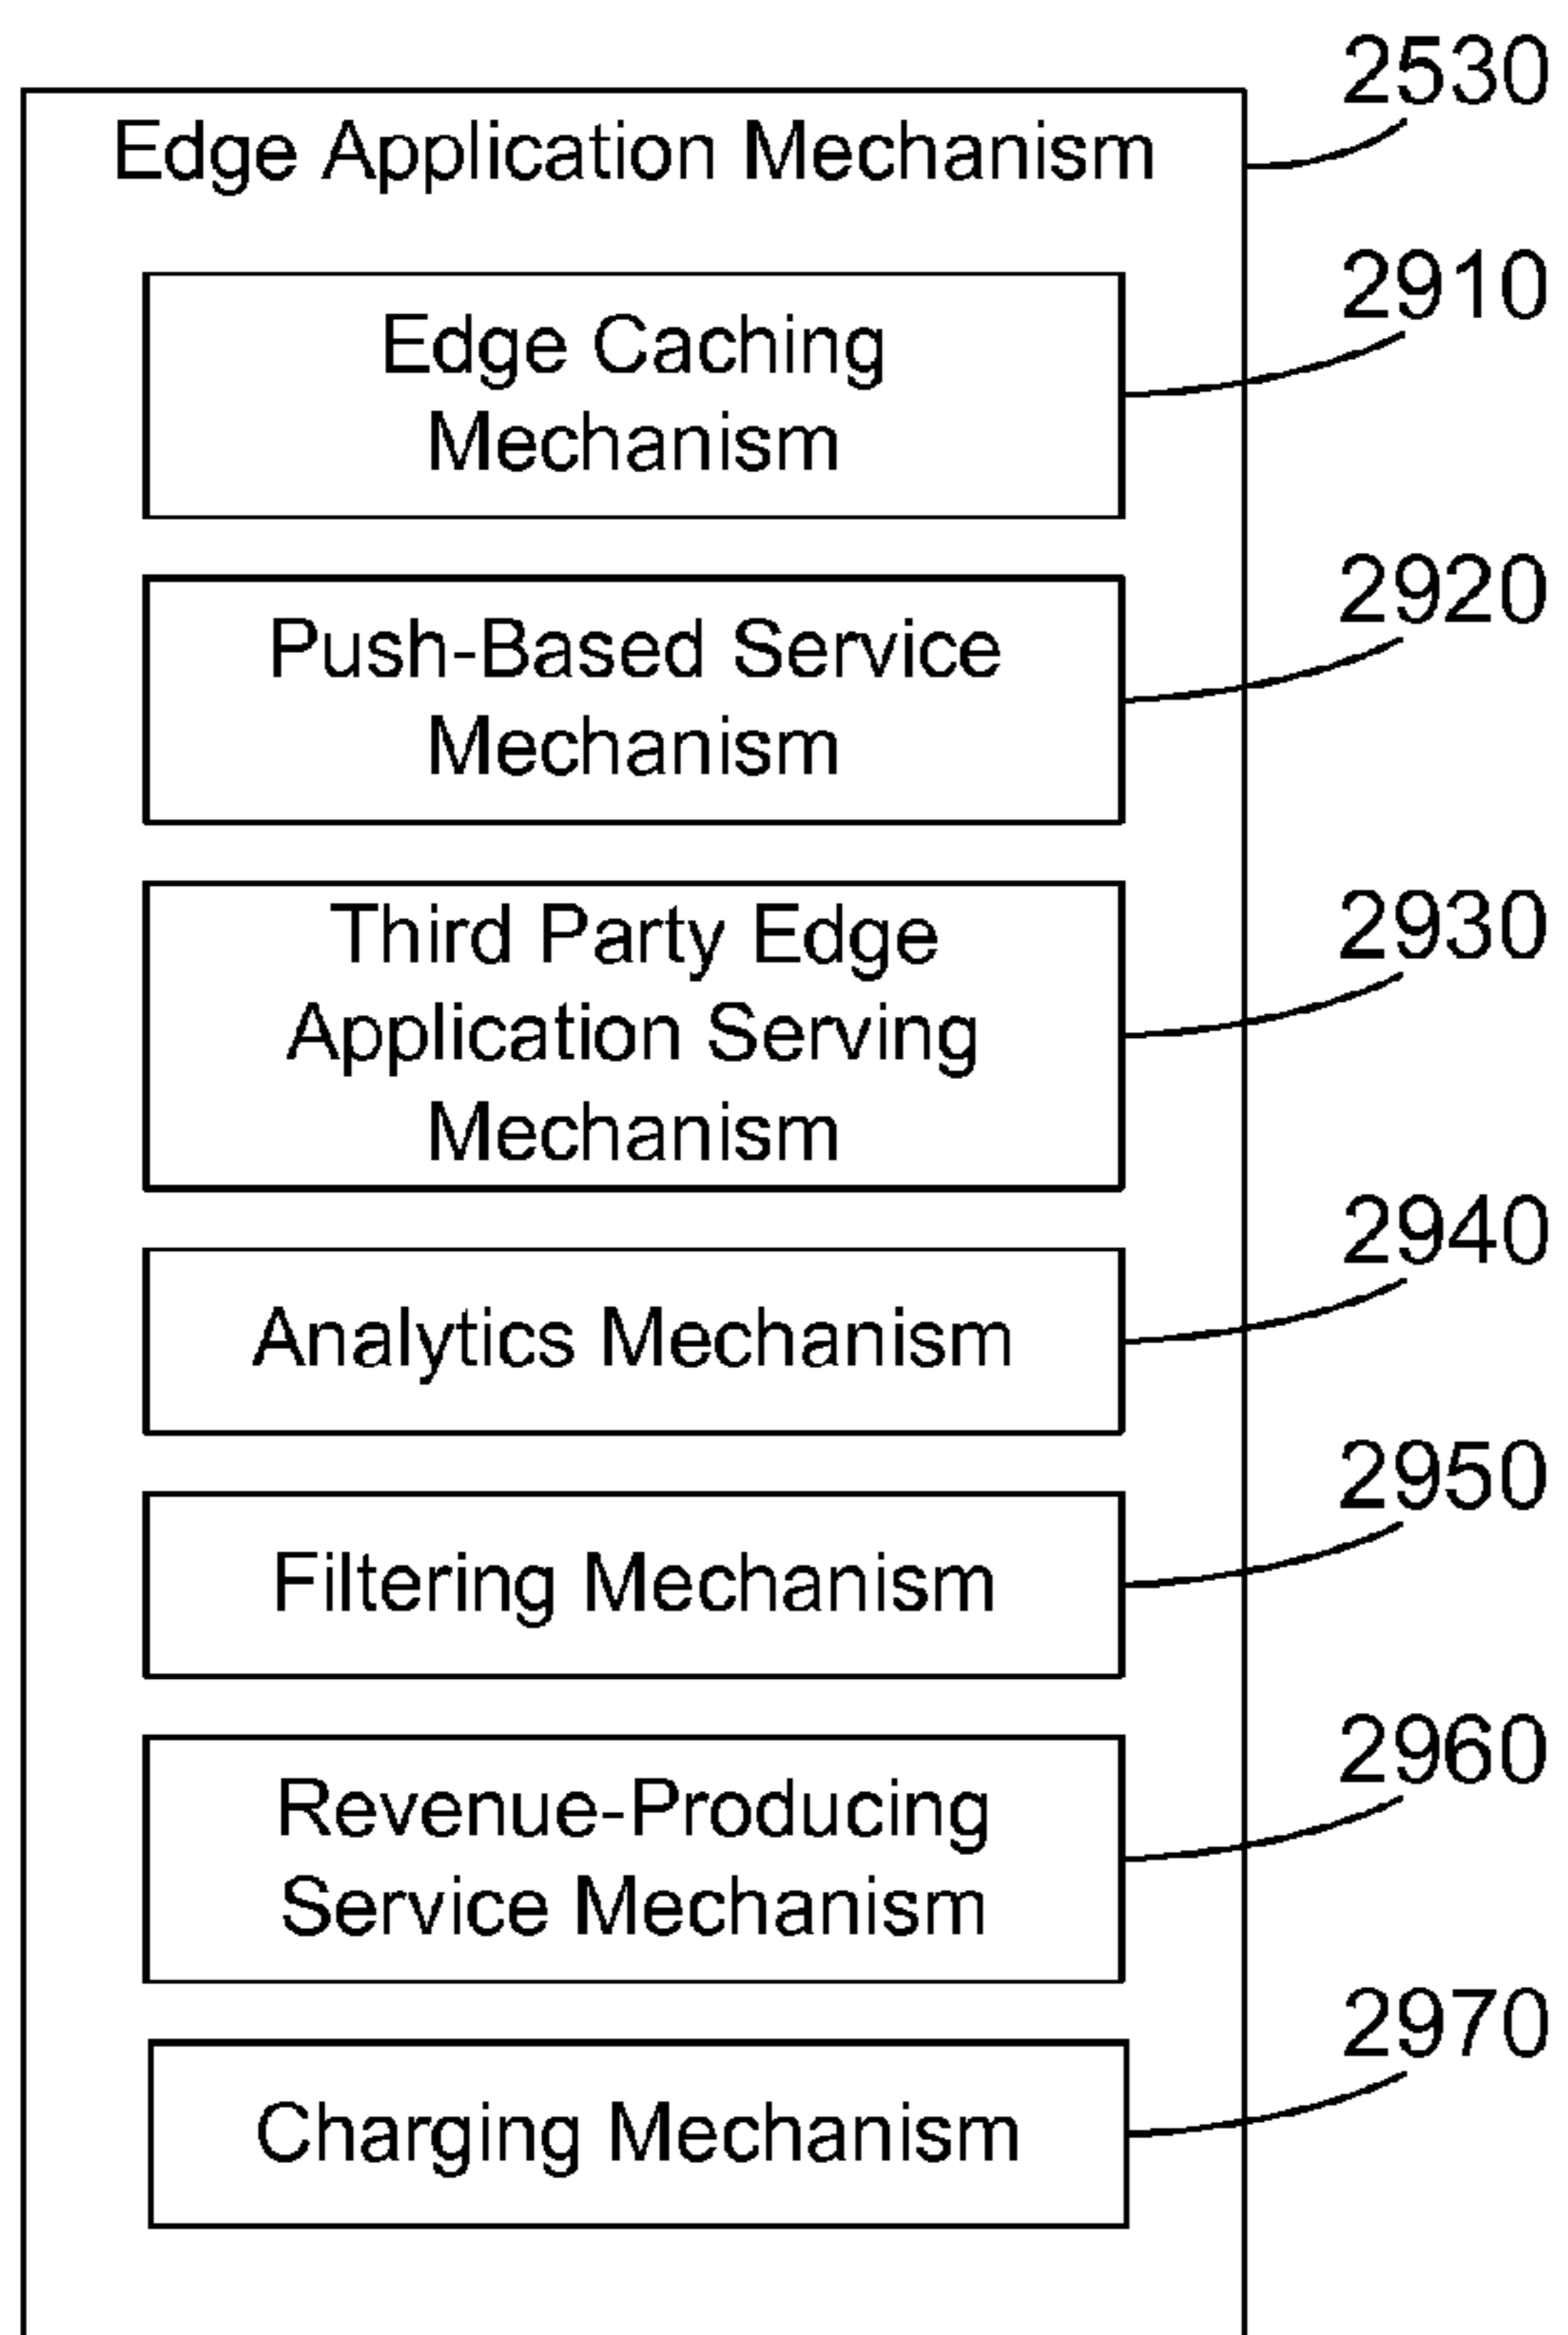 2530
Edge Application Mechanism
2910
Edge Caching
Mechanism
2920
Push-Based Service
Mechanism
2930
Third Party Edge
Application Serving
Mechanism
2940
Analytics Mechanism
2950
Filtering Mechanism
2960
Revenue-Producing
Service Mechanism
2970
Charging Mechanism